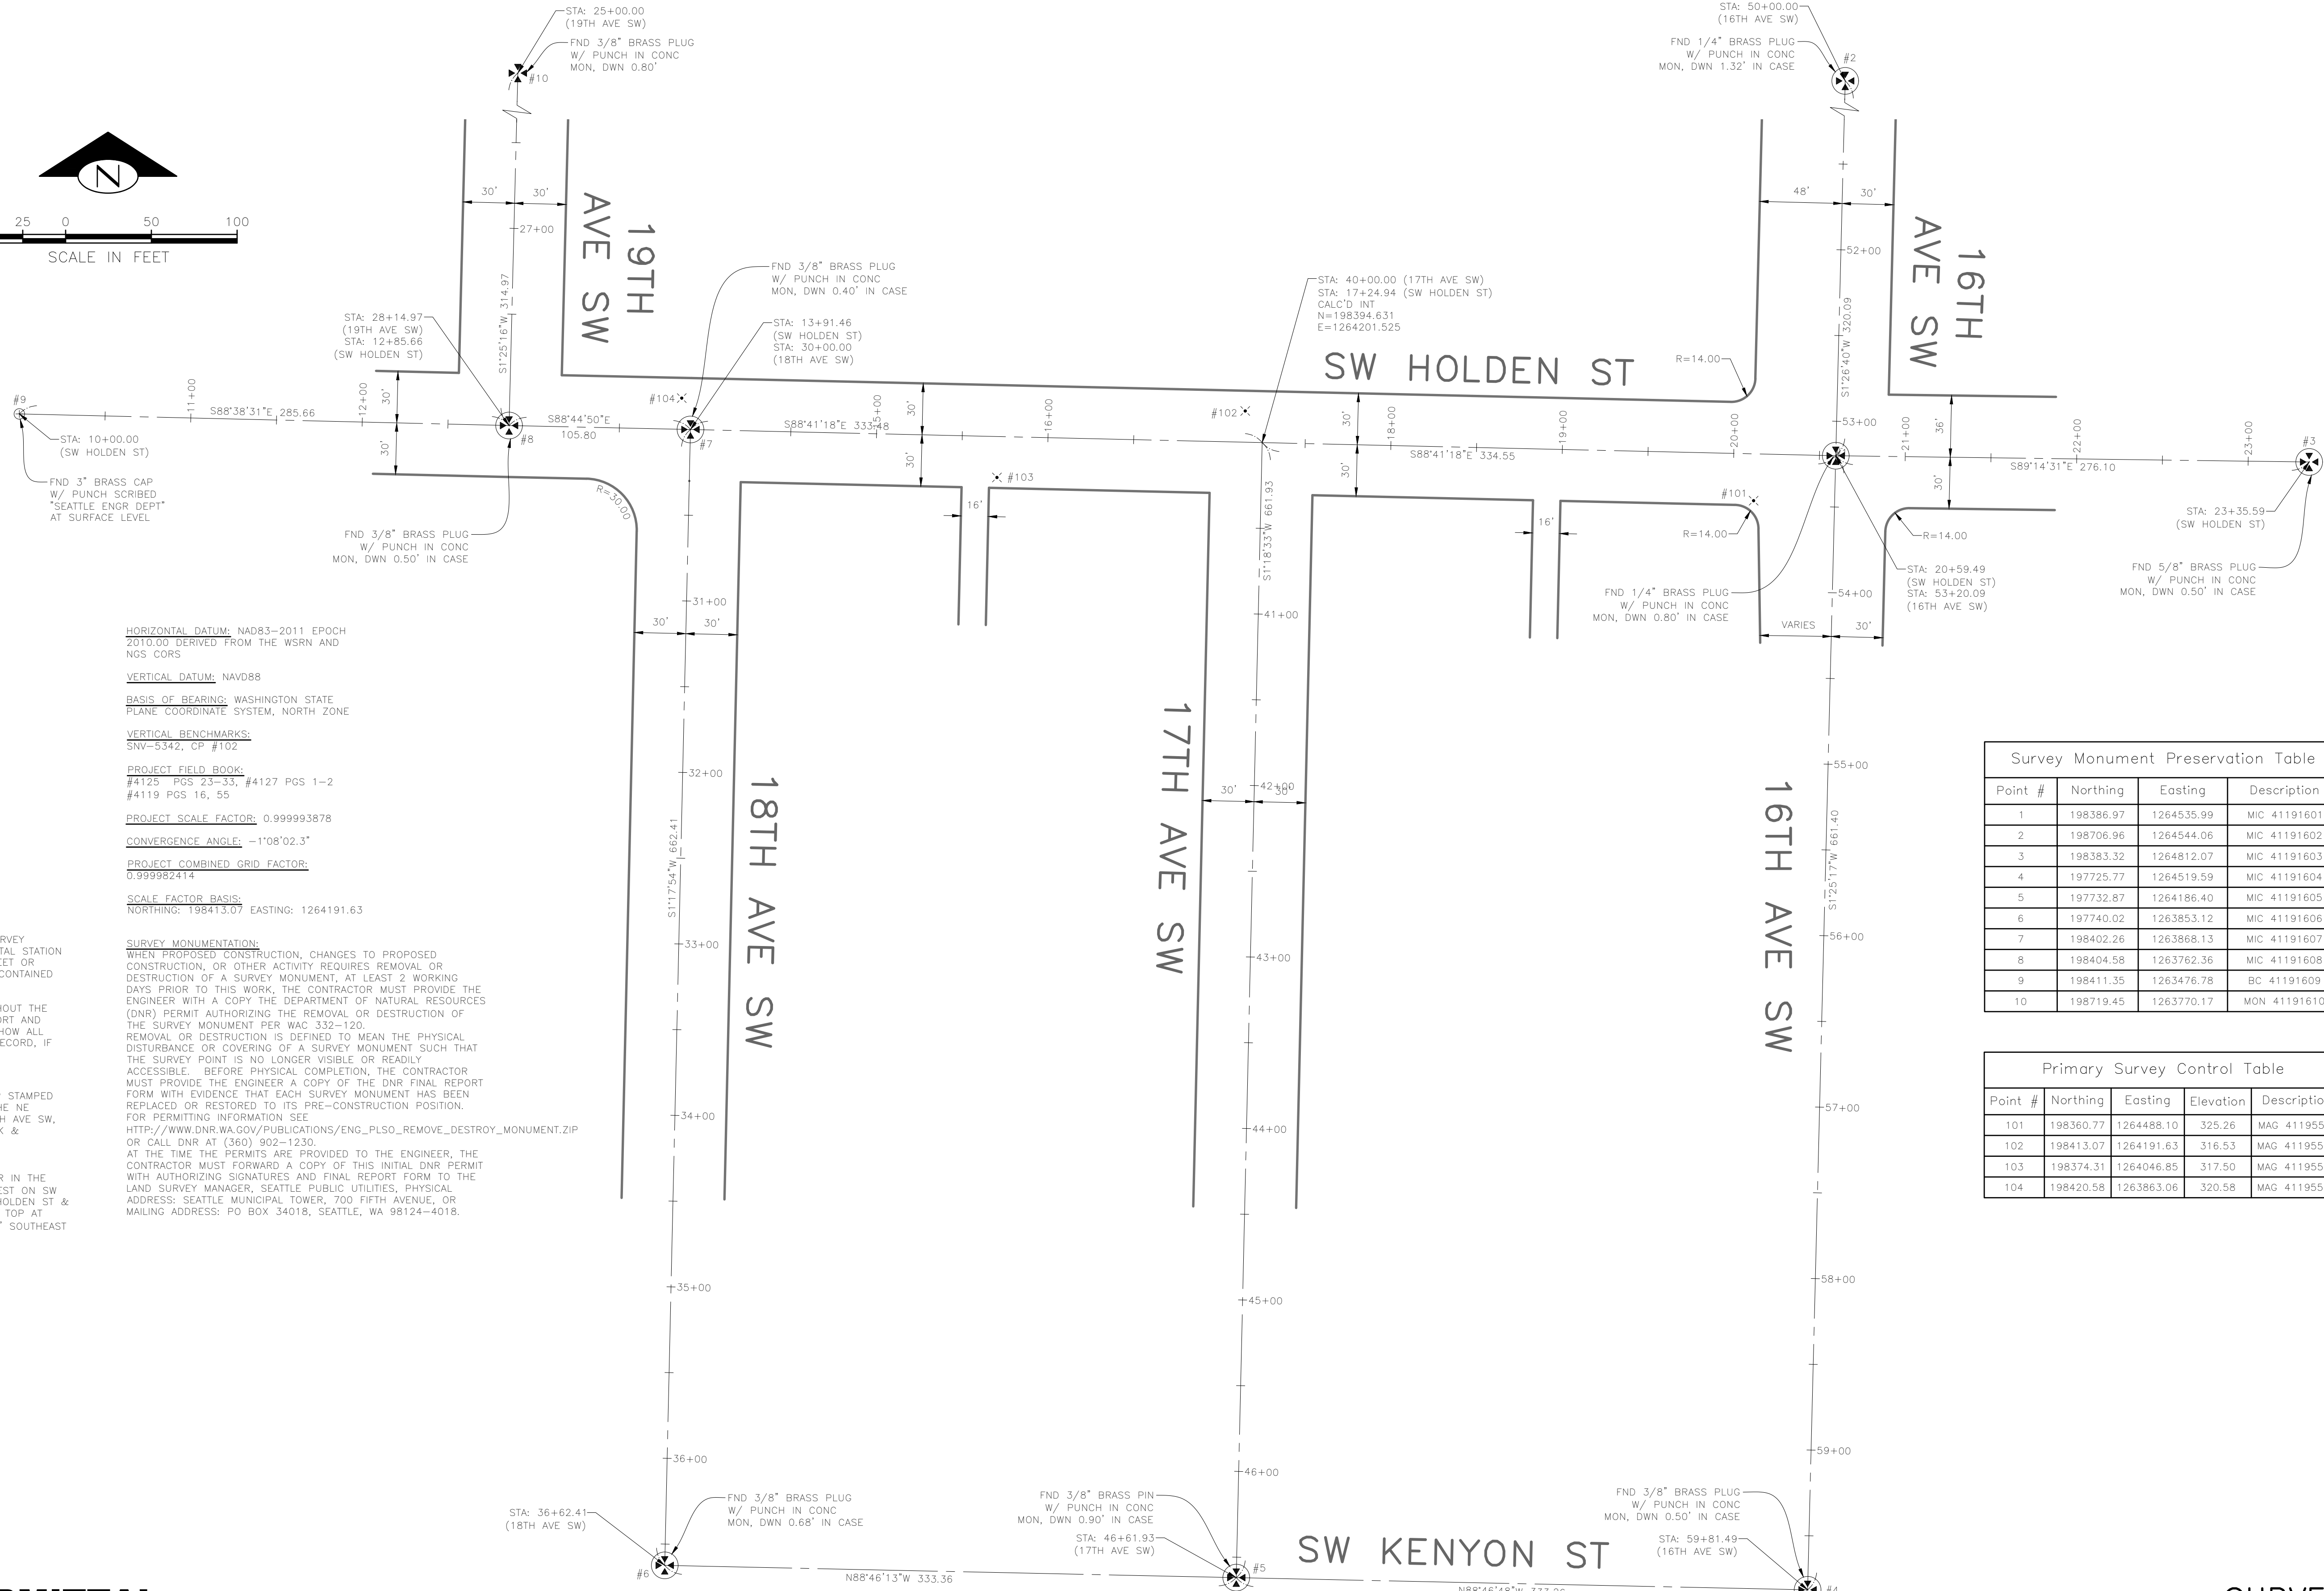 STA: 25+00.00
(19TH AVE SW)
FND 3/8" BRASS PLUG
W/ PUNCH IN CONC
MON, DWN 0.80'
#10
STA: 50+00.00
(16TH AVE SW)
FND 1/4" BRASS PLUG
W/ PUNCH IN CONC
MON, DWN 1.32' IN CASE
#2
N
25 0 50 100
SCALE IN FEET
30' 30'
27+00
19TH
AVE SW
S1°25'16"W 314.97
48' 30'
52+00
16TH
AVE SW
S1°26'40"W 320.09
53+00
FND 3/8" BRASS PLUG
W/ PUNCH IN CONC
MON, DWN 0.40' IN CASE
STA: 13+91.46
(SW HOLDEN ST)
STA: 30+00.00
(18TH AVE SW)
STA: 28+14.97
(19TH AVE SW)
STA: 12+85.66
(SW HOLDEN ST)
STA: 40+00.00 (17TH AVE SW)
STA: 17+24.94 (SW HOLDEN ST)
CALC'D INT
N=198394.631
E=1264201.525
SW HOLDEN ST
R=14.00
#9
11+00
S88°38'31"E 285.66
12+00
30'
30'
#8
S88°44'50"E
105.80
#104
#7
S88°41'18"E 333.48
15+00
30'
30'
16+00
#102
30'
30'
18+00
S88°41'18"E 334.55
19+00
20+00
21+00
36'
30'
22+00
S89°14'31"E 276.10
23+00
#3
STA: 10+00.00
(SW HOLDEN ST)
FND 3" BRASS CAP
W/ PUNCH SCRIBED
"SEATTLE ENGR DEPT"
AT SURFACE LEVEL
FND 3/8" BRASS PLUG
W/ PUNCH IN CONC
MON, DWN 0.50' IN CASE
R=30.00
#103
16'
16'
#101
R=14.00
R=14.00
STA: 23+35.59
(SW HOLDEN ST)
FND 5/8" BRASS PLUG
W/ PUNCH IN CONC
MON, DWN 0.50' IN CASE
FND 1/4" BRASS PLUG
W/ PUNCH IN CONC
MON, DWN 0.80' IN CASE
STA: 20+59.49
(SW HOLDEN ST)
STA: 53+20.09
(16TH AVE SW)
VARIES 30'
30' 30'
31+00
32+00
S1°17'54"W 662.41
33+00
34+00
35+00
36+00
18TH AVE SW
S1°18'33"W 661.93
41+00
30' 30'
42+00
43+00
44+00
45+00
46+00
17TH AVE SW
54+00
55+00
S1°25'17"W 661.40
56+00
57+00
58+00
59+00
16TH AVE SW
HORIZONTAL DATUM: NAD83-2011 EPOCH
2010.00 DERIVED FROM THE WSRN AND
NGS CORS
VERTICAL DATUM: NAVD88
BASIS OF BEARING: WASHINGTON STATE
PLANE COORDINATE SYSTEM, NORTH ZONE
VERTICAL BENCHMARKS:
SNV-5342, CP #102
PROJECT FIELD BOOK:
#4125 PGS 23-33, #4127 PGS 1-2
#4119 PGS 16, 55
PROJECT SCALE FACTOR: 0.999993878
CONVERGENCE ANGLE: -1°08'02.3"
PROJECT COMBINED GRID FACTOR:
0.999982414
SCALE FACTOR BASIS:
NORTHING: 198413.07 EASTING: 1264191.63
SURVEY MONUMENTATION:
WHEN PROPOSED CONSTRUCTION, CHANGES TO PROPOSED
CONSTRUCTION, OR OTHER ACTIVITY REQUIRES REMOVAL OR
DESTRUCTION OF A SURVEY MONUMENT, AT LEAST 2 WORKING
DAYS PRIOR TO THIS WORK, THE CONTRACTOR MUST PROVIDE THE
ENGINEER WITH A COPY THE DEPARTMENT OF NATURAL RESOURCES
(DNR) PERMIT AUTHORIZING THE REMOVAL OR DESTRUCTION OF
THE SURVEY MONUMENT PER WAC 332-120.
REMOVAL OR DESTRUCTION IS DEFINED TO MEAN THE PHYSICAL
DISTURBANCE OR COVERING OF A SURVEY MONUMENT SUCH THAT
THE SURVEY POINT IS NO LONGER VISIBLE OR READILY
ACCESSIBLE. BEFORE PHYSICAL COMPLETION, THE CONTRACTOR
MUST PROVIDE THE ENGINEER A COPY OF THE DNR FINAL REPORT
FORM WITH EVIDENCE THAT EACH SURVEY MONUMENT HAS BEEN
REPLACED OR RESTORED TO ITS PRE-CONSTRUCTION POSITION.
FOR PERMITTING INFORMATION SEE
HTTP://WWW.DNR.WA.GOV/PUBLICATIONS/ENG_PLSO_REMOVE_DESTROY_MONUMENT.ZIP
OR CALL DNR AT (360) 902-1230.
AT THE TIME THE PERMITS ARE PROVIDED TO THE ENGINEER, THE
CONTRACTOR MUST FORWARD A COPY OF THIS INITIAL DNR PERMIT
WITH AUTHORIZING SIGNATURES AND FINAL REPORT FORM TO THE
LAND SURVEY MANAGER, SEATTLE PUBLIC UTILITIES, PHYSICAL
ADDRESS: SEATTLE MUNICIPAL TOWER, 700 FIFTH AVENUE, OR
MAILING ADDRESS: PO BOX 34018, SEATTLE, WA 98124-4018.
STATION
OR
CONTAINED
THE
AND
ALL
IF
STAMPED
NE
AVE SW,
&
IN THE
ON SW
HOLDEN ST &
TOP AT
SOUTHEAST
Survey Monument Preservation Table
Point # Northing Easting Description
1 198386.97 1264535.99 MIC 41191601
2 198706.96 1264544.06 MIC 41191602
3 198383.32 1264812.07 MIC 41191603
4 197725.77 1264519.59 MIC 41191604
5 197732.87 1264186.40 MIC 41191605
6 197740.02 1263853.12 MIC 41191606
7 198402.26 1263868.13 MIC 41191607
8 198404.58 1263762.36 MIC 41191608
9 198411.35 1263476.78 BC 41191609
10 198719.45 1263770.17 MON 41191610
Primary Survey Control Table
Point # Northing Easting Elevation Descriptio
101 198360.77 1264488.10 325.26 MAG 411955
102 198413.07 1264191.63 316.53 MAG 411955
103 198374.31 1264046.85 317.50 MAG 411955
104 198420.58 1263863.06 320.58 MAG 411955
STA: 36+62.41
(18TH AVE SW)
#6
FND 3/8" BRASS PLUG
W/ PUNCH IN CONC
MON, DWN 0.68' IN CASE
N88°46'13"W 333.36
FND 3/8" BRASS PIN
W/ PUNCH IN CONC
MON, DWN 0.90' IN CASE
STA: 46+61.93
(17TH AVE SW)
#5
SW KENYON ST
FND 3/8" BRASS PLUG
W/ PUNCH IN CONC
MON, DWN 0.50' IN CASE
STA: 59+81.49
(16TH AVE SW)
#4